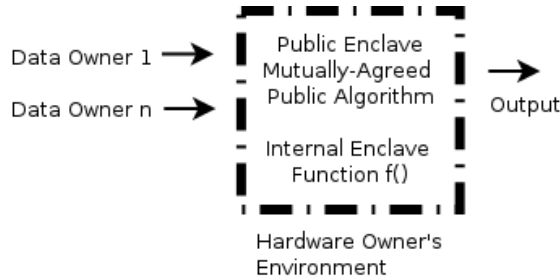 Data Owner 1
Data Owner n
Public Enclave
Mutually-Agreed
Public Algorithm
Internal Enclave
Function f()
Output
Hardware Owner's
Environment